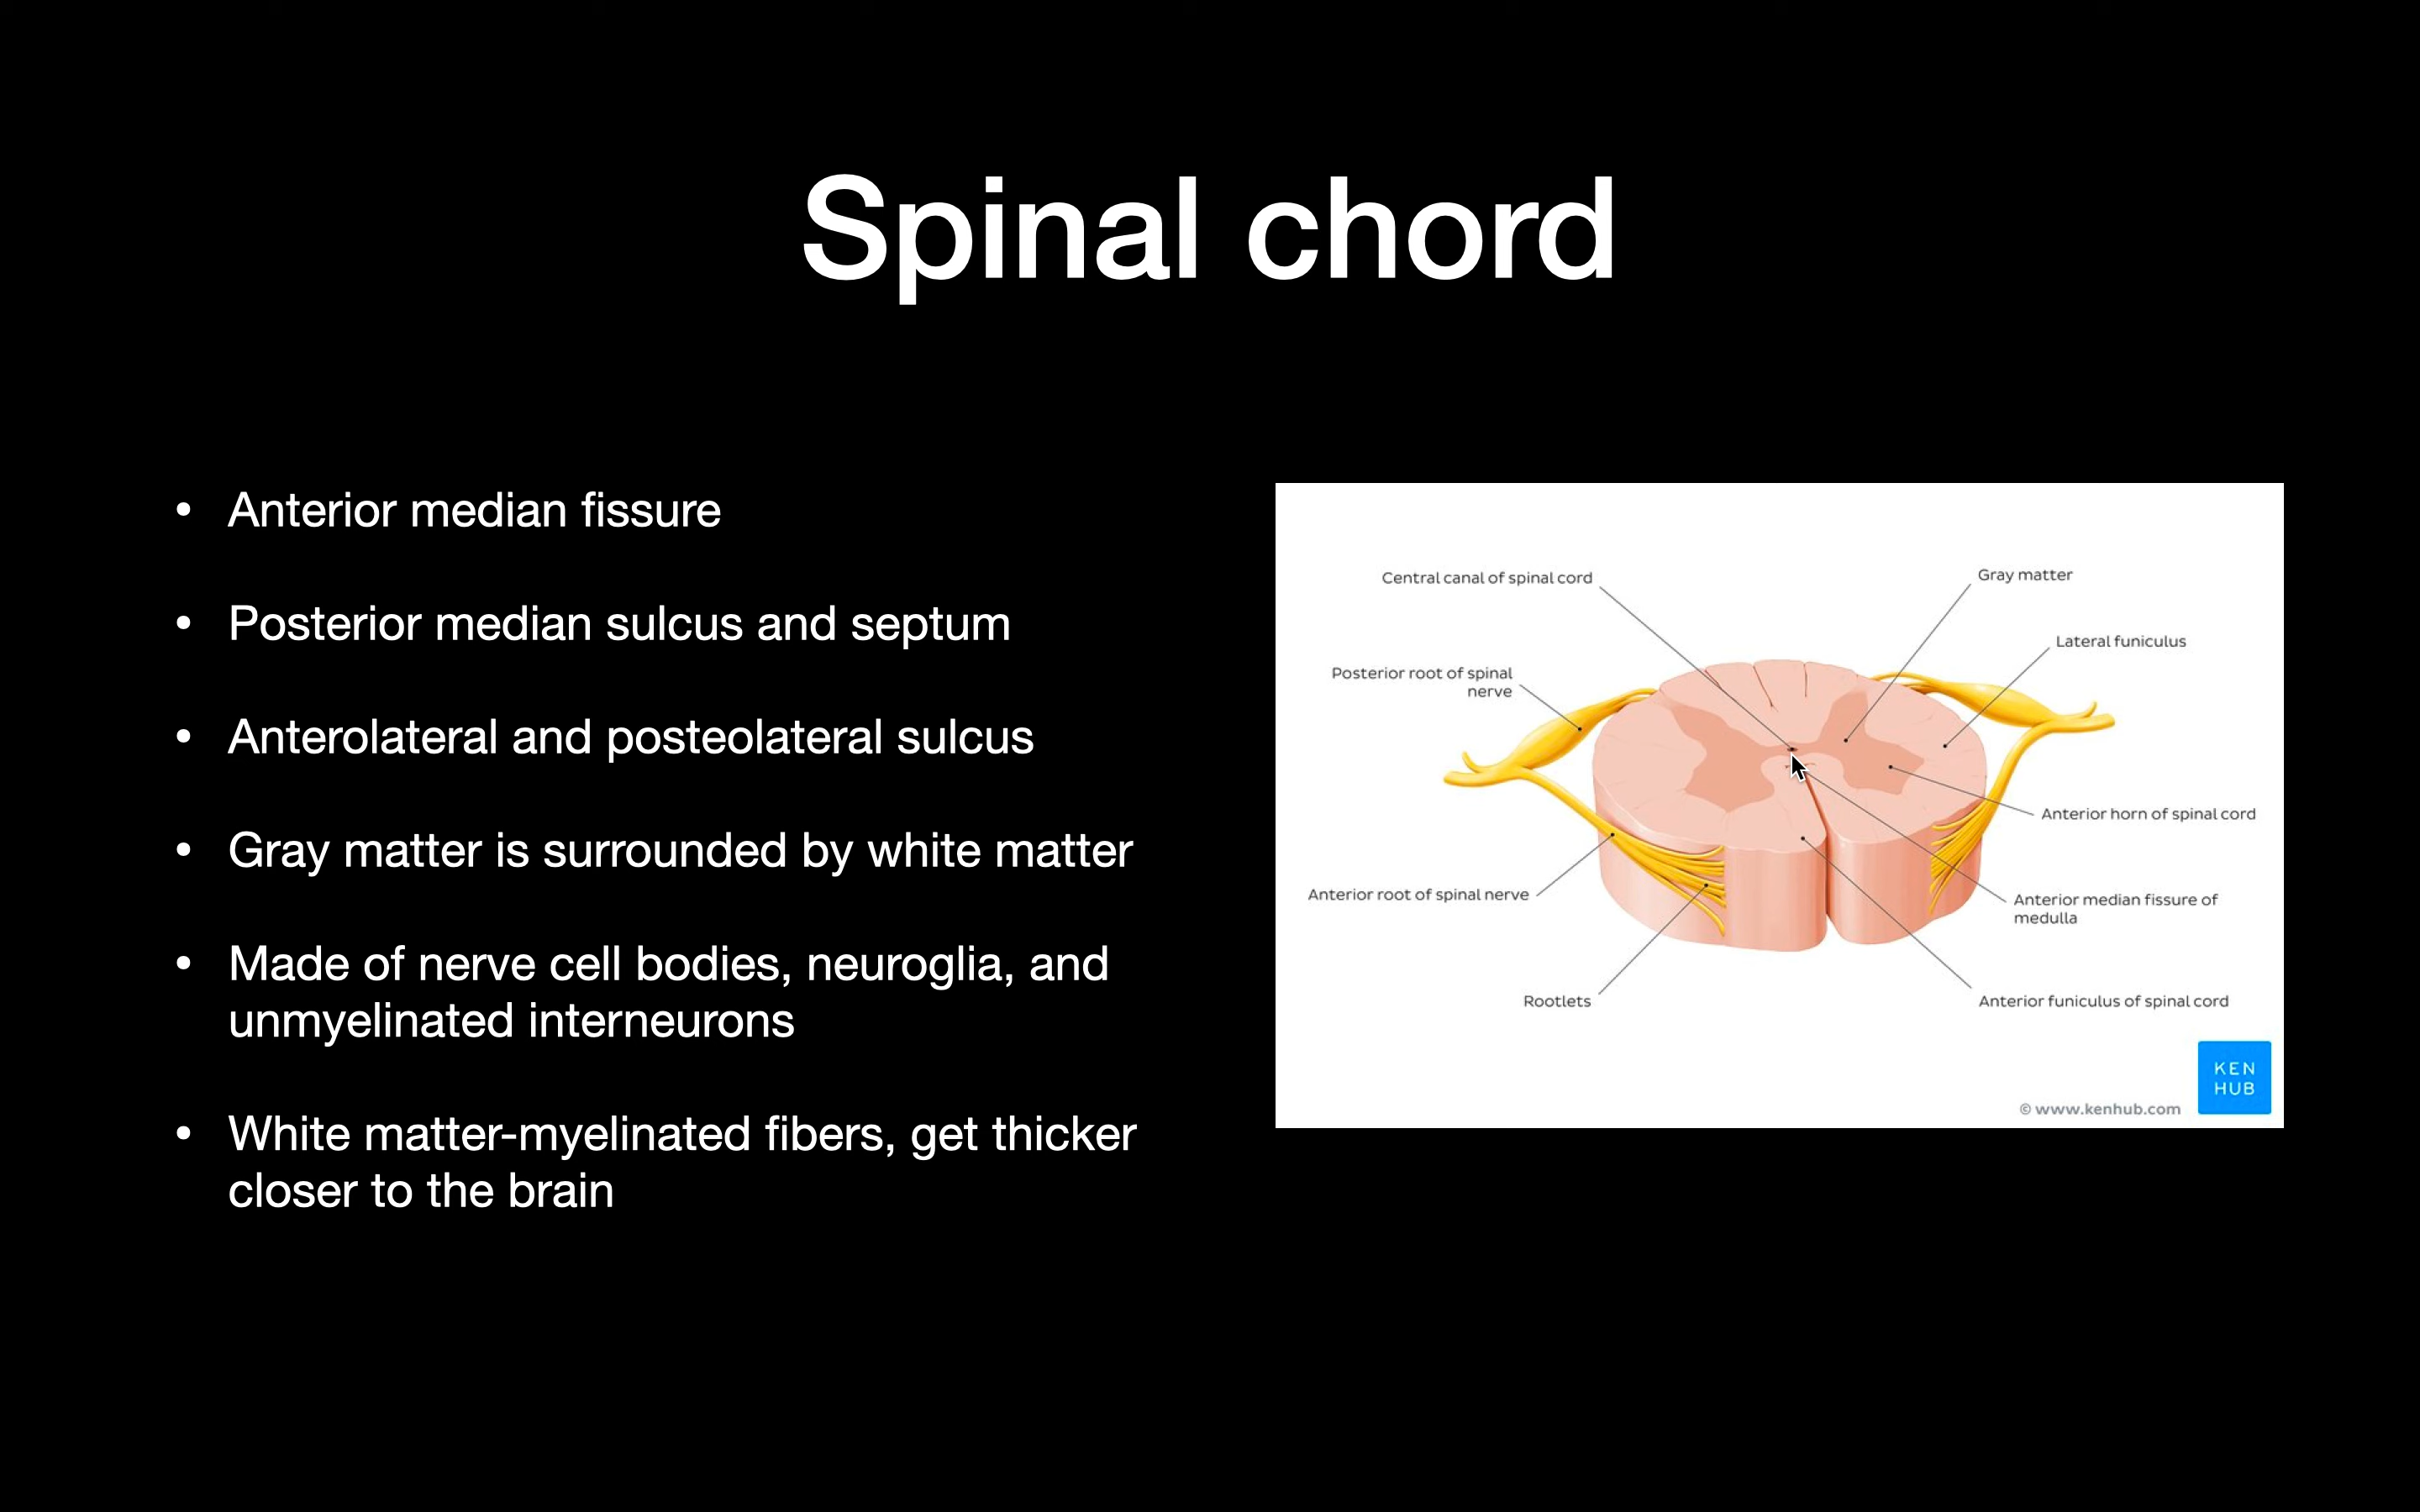 Spinal chord
• Anterior median fissure
• Posterior median sulcus and septum
• Anterolateral and posteolateral sulcus
• Gray matter is surrounded by white matter
• Made of nerve cell bodies, neuroglia, and
unmyelinated interneurons
• White matter-myelinated fibers, get thicker
closer to the brain
Central canal of spinal cord
Gray matter
Lateral funiculus
Posterior root of spinal
nerve
Anterior horn of spinal cord
Anterior root of spinal nerve
Anterior median fissure of
medulla
Rootlets
Anterior funiculus of spinal cord
KEN
HUB
© www.kenhub.com